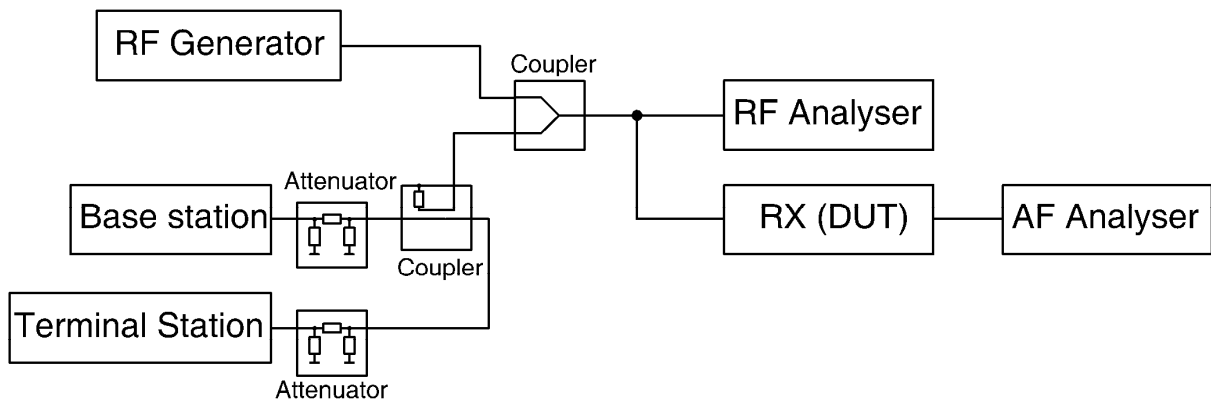 RF Generator
Coupler
RF Analyser
Attenuator
Base station
RX (DUT)
AF Analyser
Coupler
Terminal Station
Attenuator